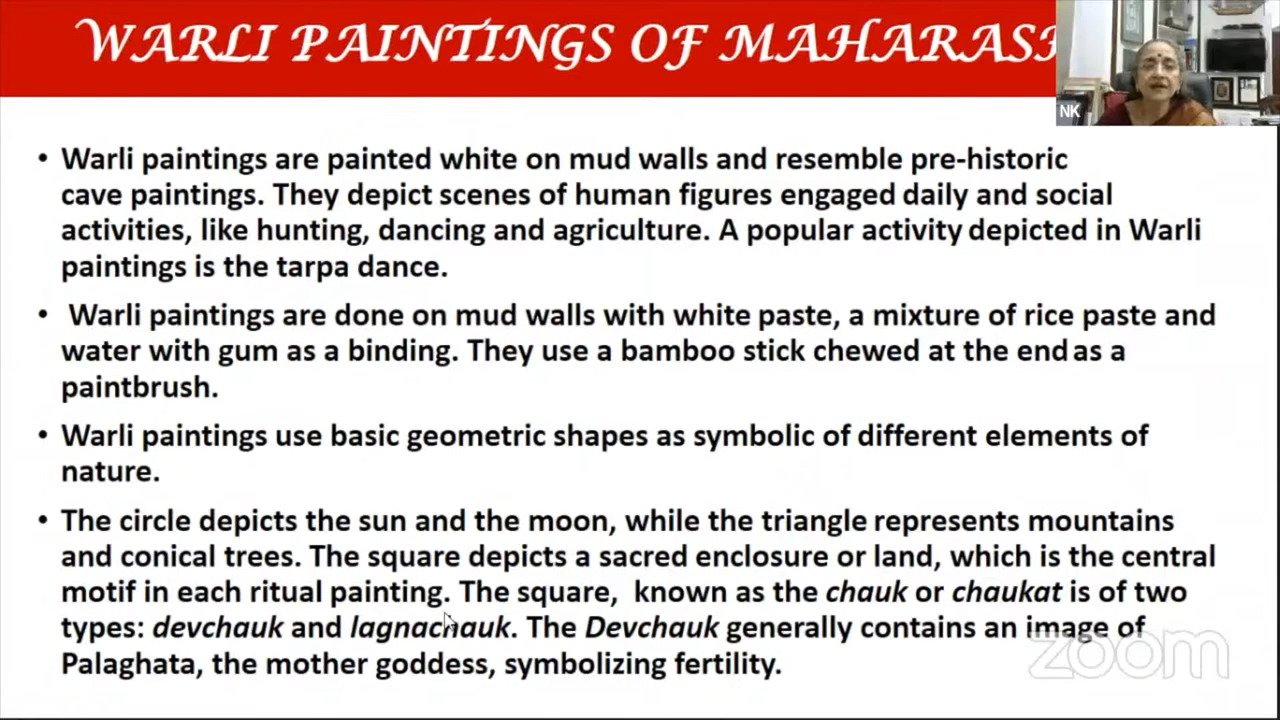 WARLI PAINTINGS OF MAHARASH
NK
• Warli paintings are painted white on mud walls and resemble pre-historic
cave paintings. They depict scenes of human figures engaged daily and social
activities, like hunting, dancing and agriculture. A popular activity depicted in Warli
paintings is the tarpa dance.
• Warli paintings are done on mud walls with white paste, a mixture of rice paste and
water with gum as a binding. They use a bamboo stick chewed at the end as a
paintbrush.
• Warli paintings use basic geometric shapes as symbolic of different elements of
nature.
• The circle depicts the sun and the moon, while the triangle represents mountains
and conical trees. The square depicts a sacred enclosure or land, which is the central
motif in each ritual painting. The square, known as the chauk or chaukat is of two
types: devchauk and lagnachauk. The Devchauk generally contains an image of
Palaghata, the mother goddess, symbolizing fertility.
zoom